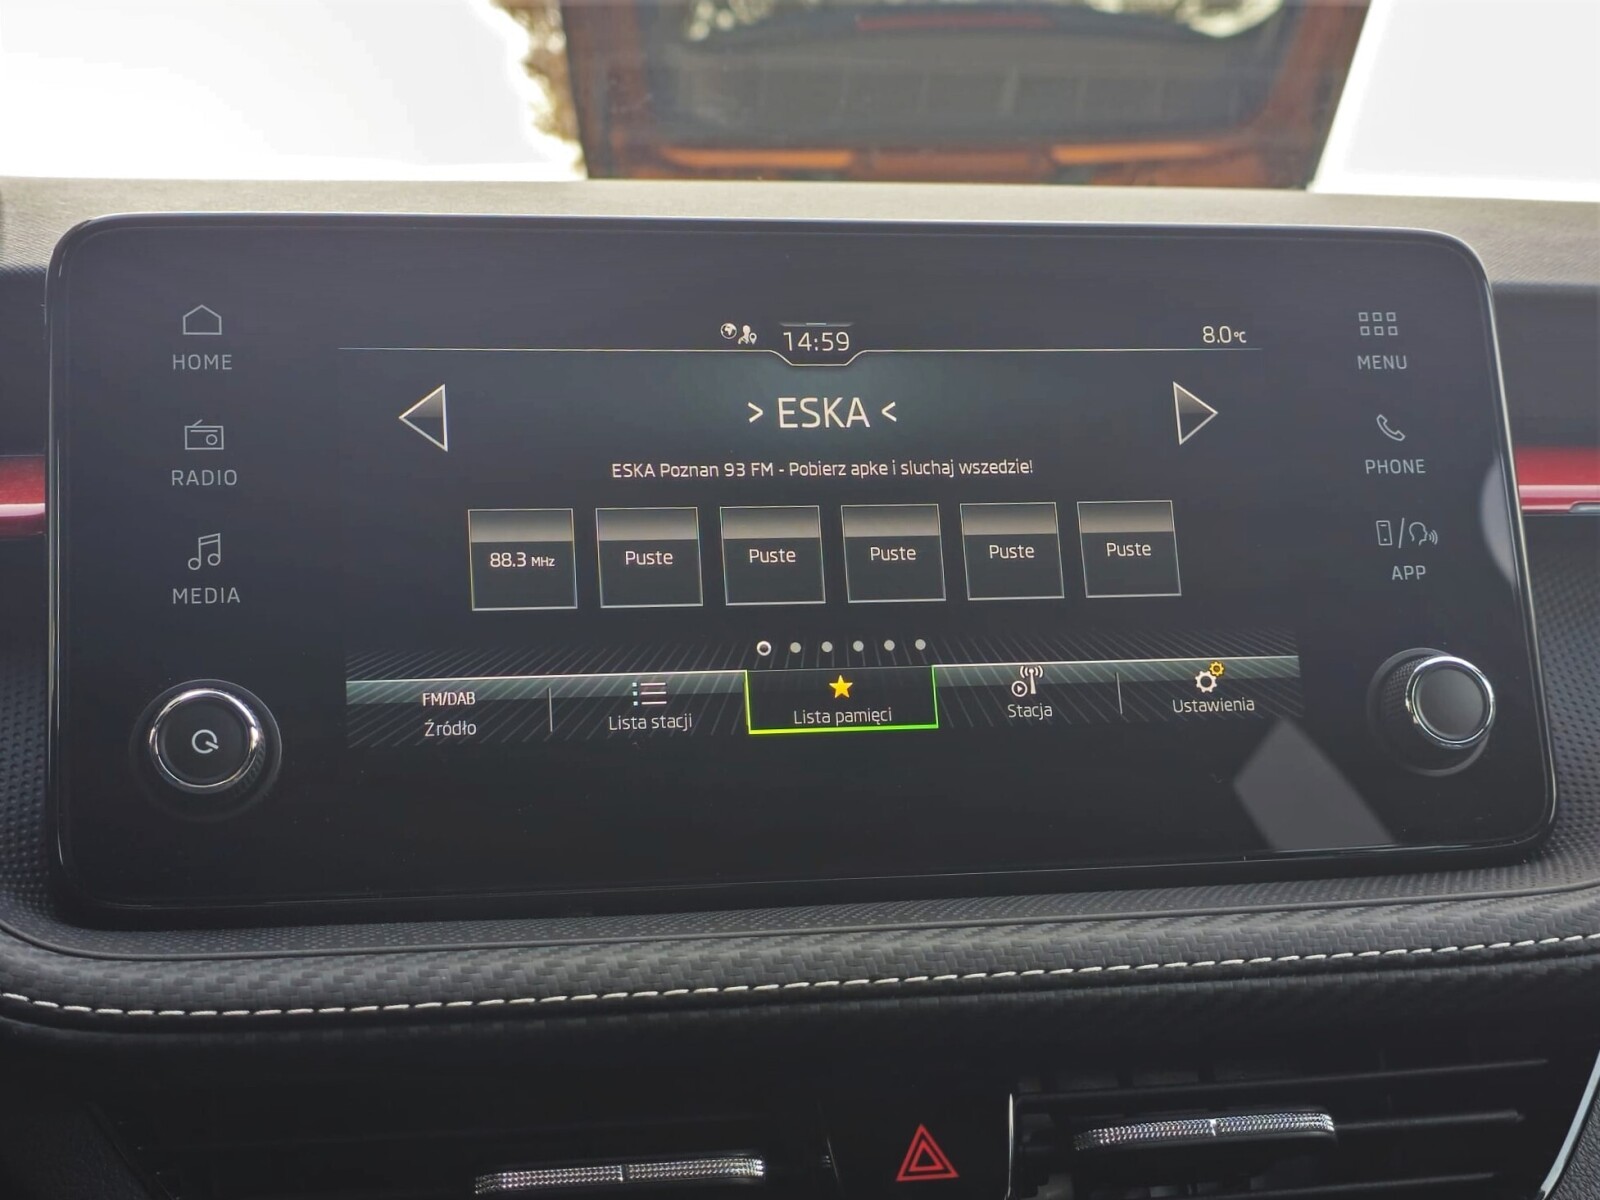 14:59
8.0°C
HOME
MENU
> ESKA <
RADIO
PHONE
ESKA Poznan 93 FM - Pobierz apke i sluchaj wszedzie!
88.3 MHz
Puste
Puste
Puste
Puste
Puste
MEDIA
APP
FM/DAB
Źródło
Lista stacji
Lista pamięci
Stacja
Ustawienia